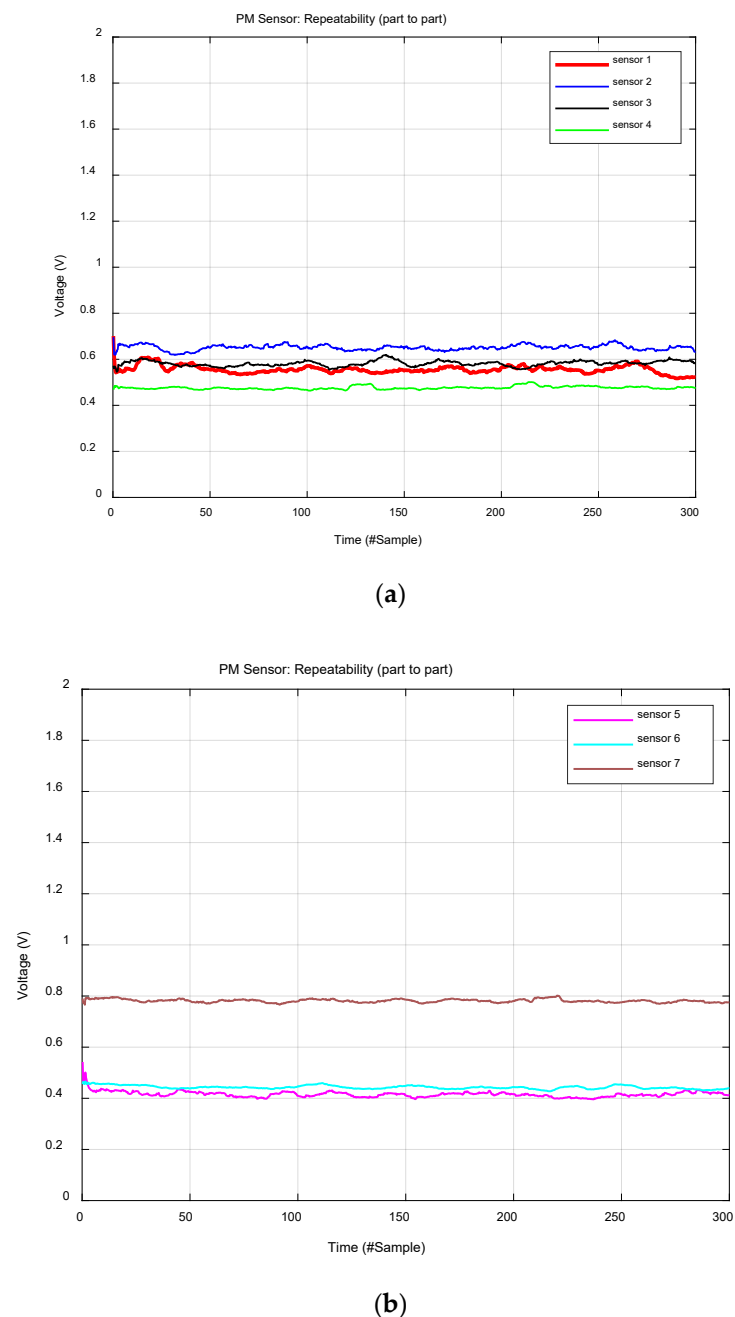 PM Sensor: Repeatability (part to part)
2
sensor 1
sensor 2
1.8
sensor 3
1.6
sensor 4
1.4
1.2
1
Voltage (V)
0.8
0.6
0.4
0.2
0
0 50 100 150 200 250 300
Time (#Sample)
(a)
PM Sensor: Repeatability (part to part)
2
sensor 5
1.8
sensor 6
sensor 7
1.6
1.4
1.2
1
Voltage (V)
0.8
0.6
0.4
0.2
0
0 50 100 150 200 250 300
Time (#Sample)
(b)